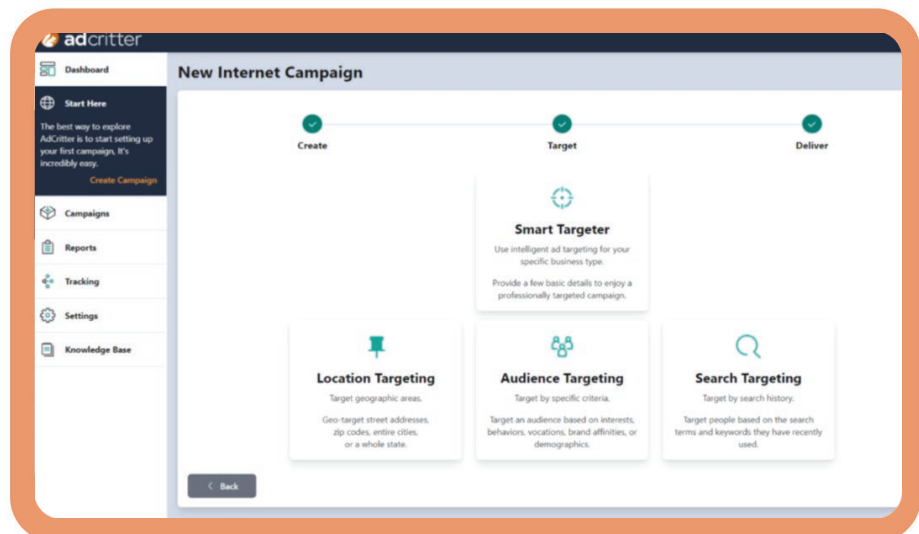 adcritter
Dashboard
New Internet Campaign
Start Here
The best way to explore
AdCritter is to start setting up
your first campaign, It's
incredibly easy.
Create Campaign
Create
Target
Deliver
Campaigns
Reports
Tracking
Settings
Knowledge Base
Smart Targeter
Use intelligent ad targeting for your
specific business type.
Provide a few basic details to enjoy a
professionally targeted campaign.
Location Targeting
Target geographic areas.
Geo-target street addresses,
zip codes, entire cities,
or a whole state.
Audience Targeting
Target by specific criteria.
Target an audience based on interests,
behaviors, vocations, brand affinities, or
demographics.
Search Targeting
Target by search history.
Target people based on the search
terms and keywords they have recently
used.
< Back